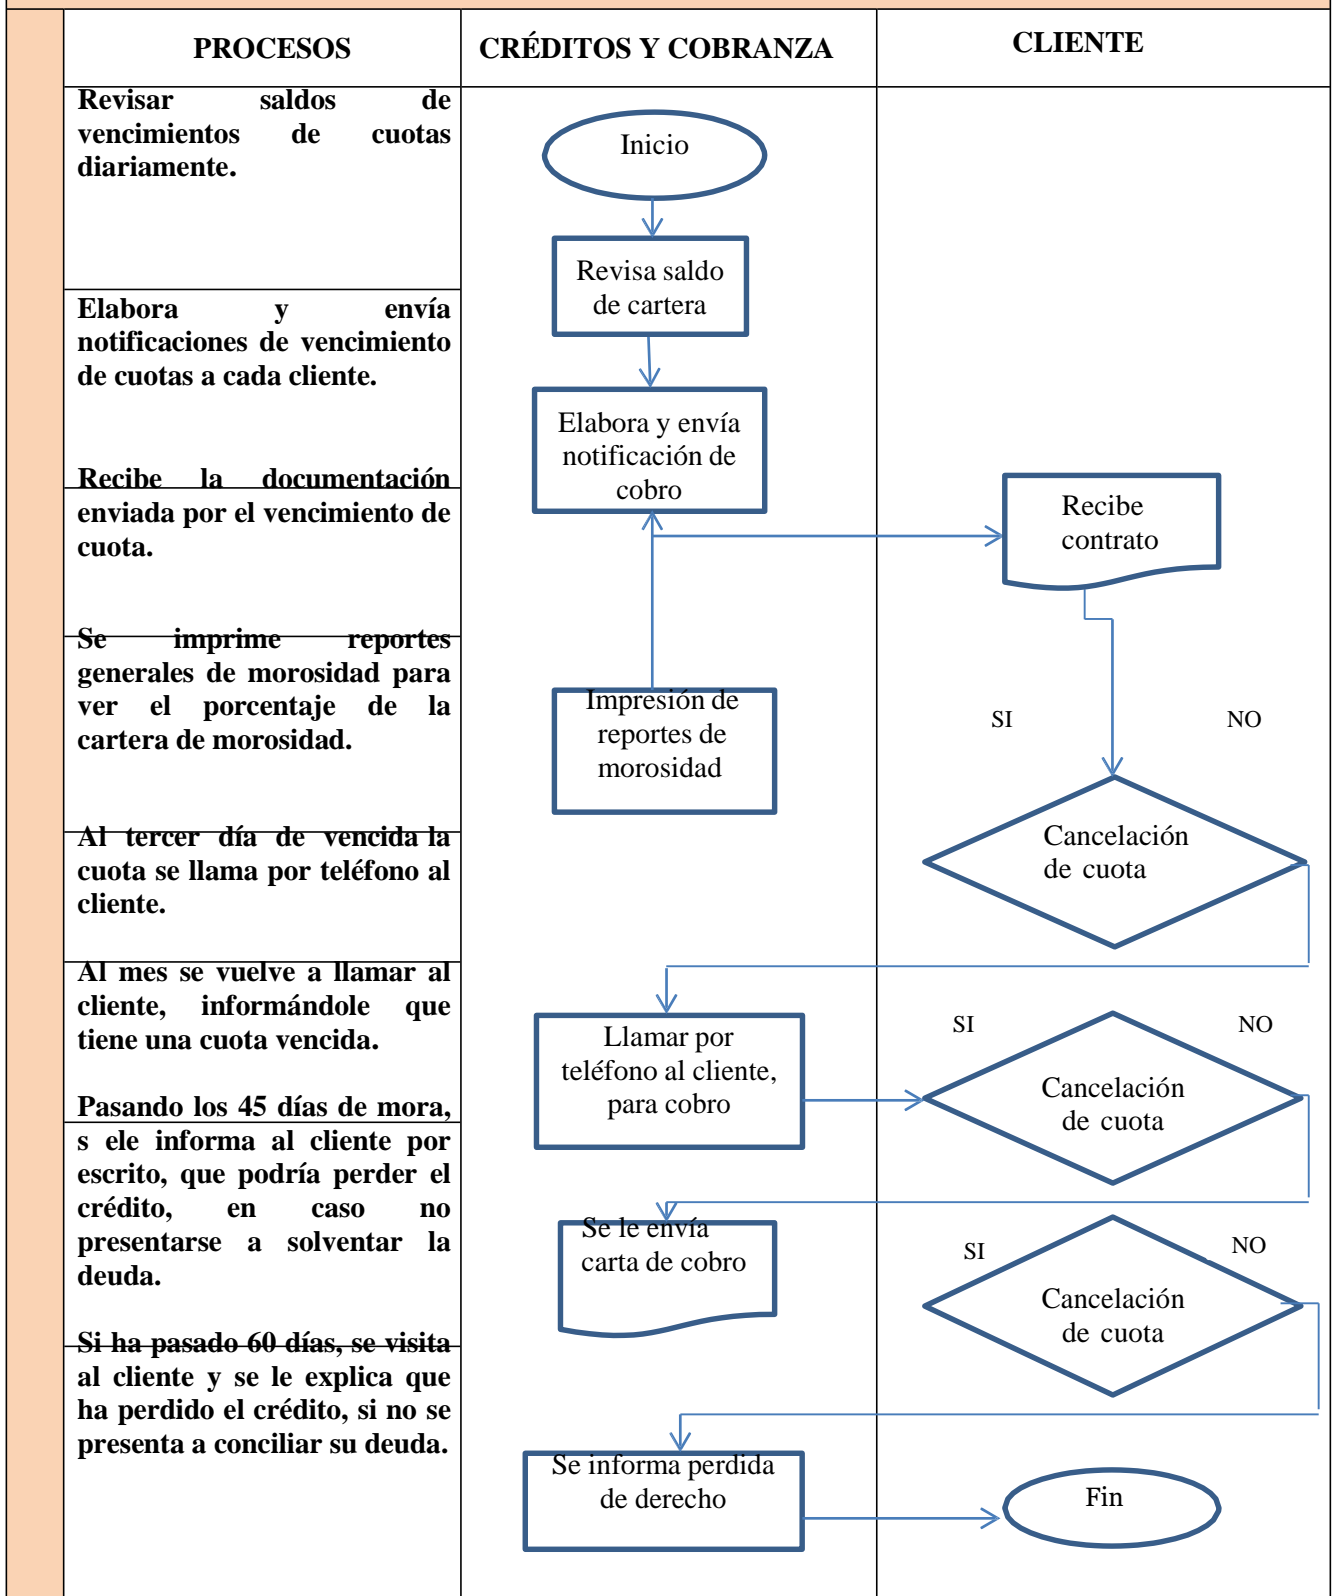 PROCESOS
CRÉDITOS Y COBRANZA
CLIENTE
Revisar saldos de
vencimientos de cuotas
diariamente.
Elabora y envía
notificaciones de vencimiento
de cuotas a cada cliente.
Recibe la documentación
enviada por el vencimiento de
cuota.
Se imprime reportes
generales de morosidad para
ver el porcentaje de la
cartera de morosidad.
Al tercer día de vencida la
cuota se llama por teléfono al
cliente.
Al mes se vuelve a llamar al
cliente, informándole que
tiene una cuota vencida.
Pasando los 45 días de mora,
s ele informa al cliente por
escrito, que podría perder el
crédito, en caso no
presentarse a solventar la
deuda.
Si ha pasado 60 días, se visita
al cliente y se le explica que
ha perdido el crédito, si no se
presenta a conciliar su deuda.
Inicio
Revisa saldo
de cartera
Elabora y envía
notificación de
cobro
Impresión de
reportes de
morosidad
Llamar por
teléfono al cliente,
para cobro
Se le envía
carta de cobro
Se informa perdida
de derecho
Recibe
contrato
SI
NO
Cancelación
de cuota
SI
NO
Cancelación
de cuota
SI
NO
Cancelación
de cuota
Fin